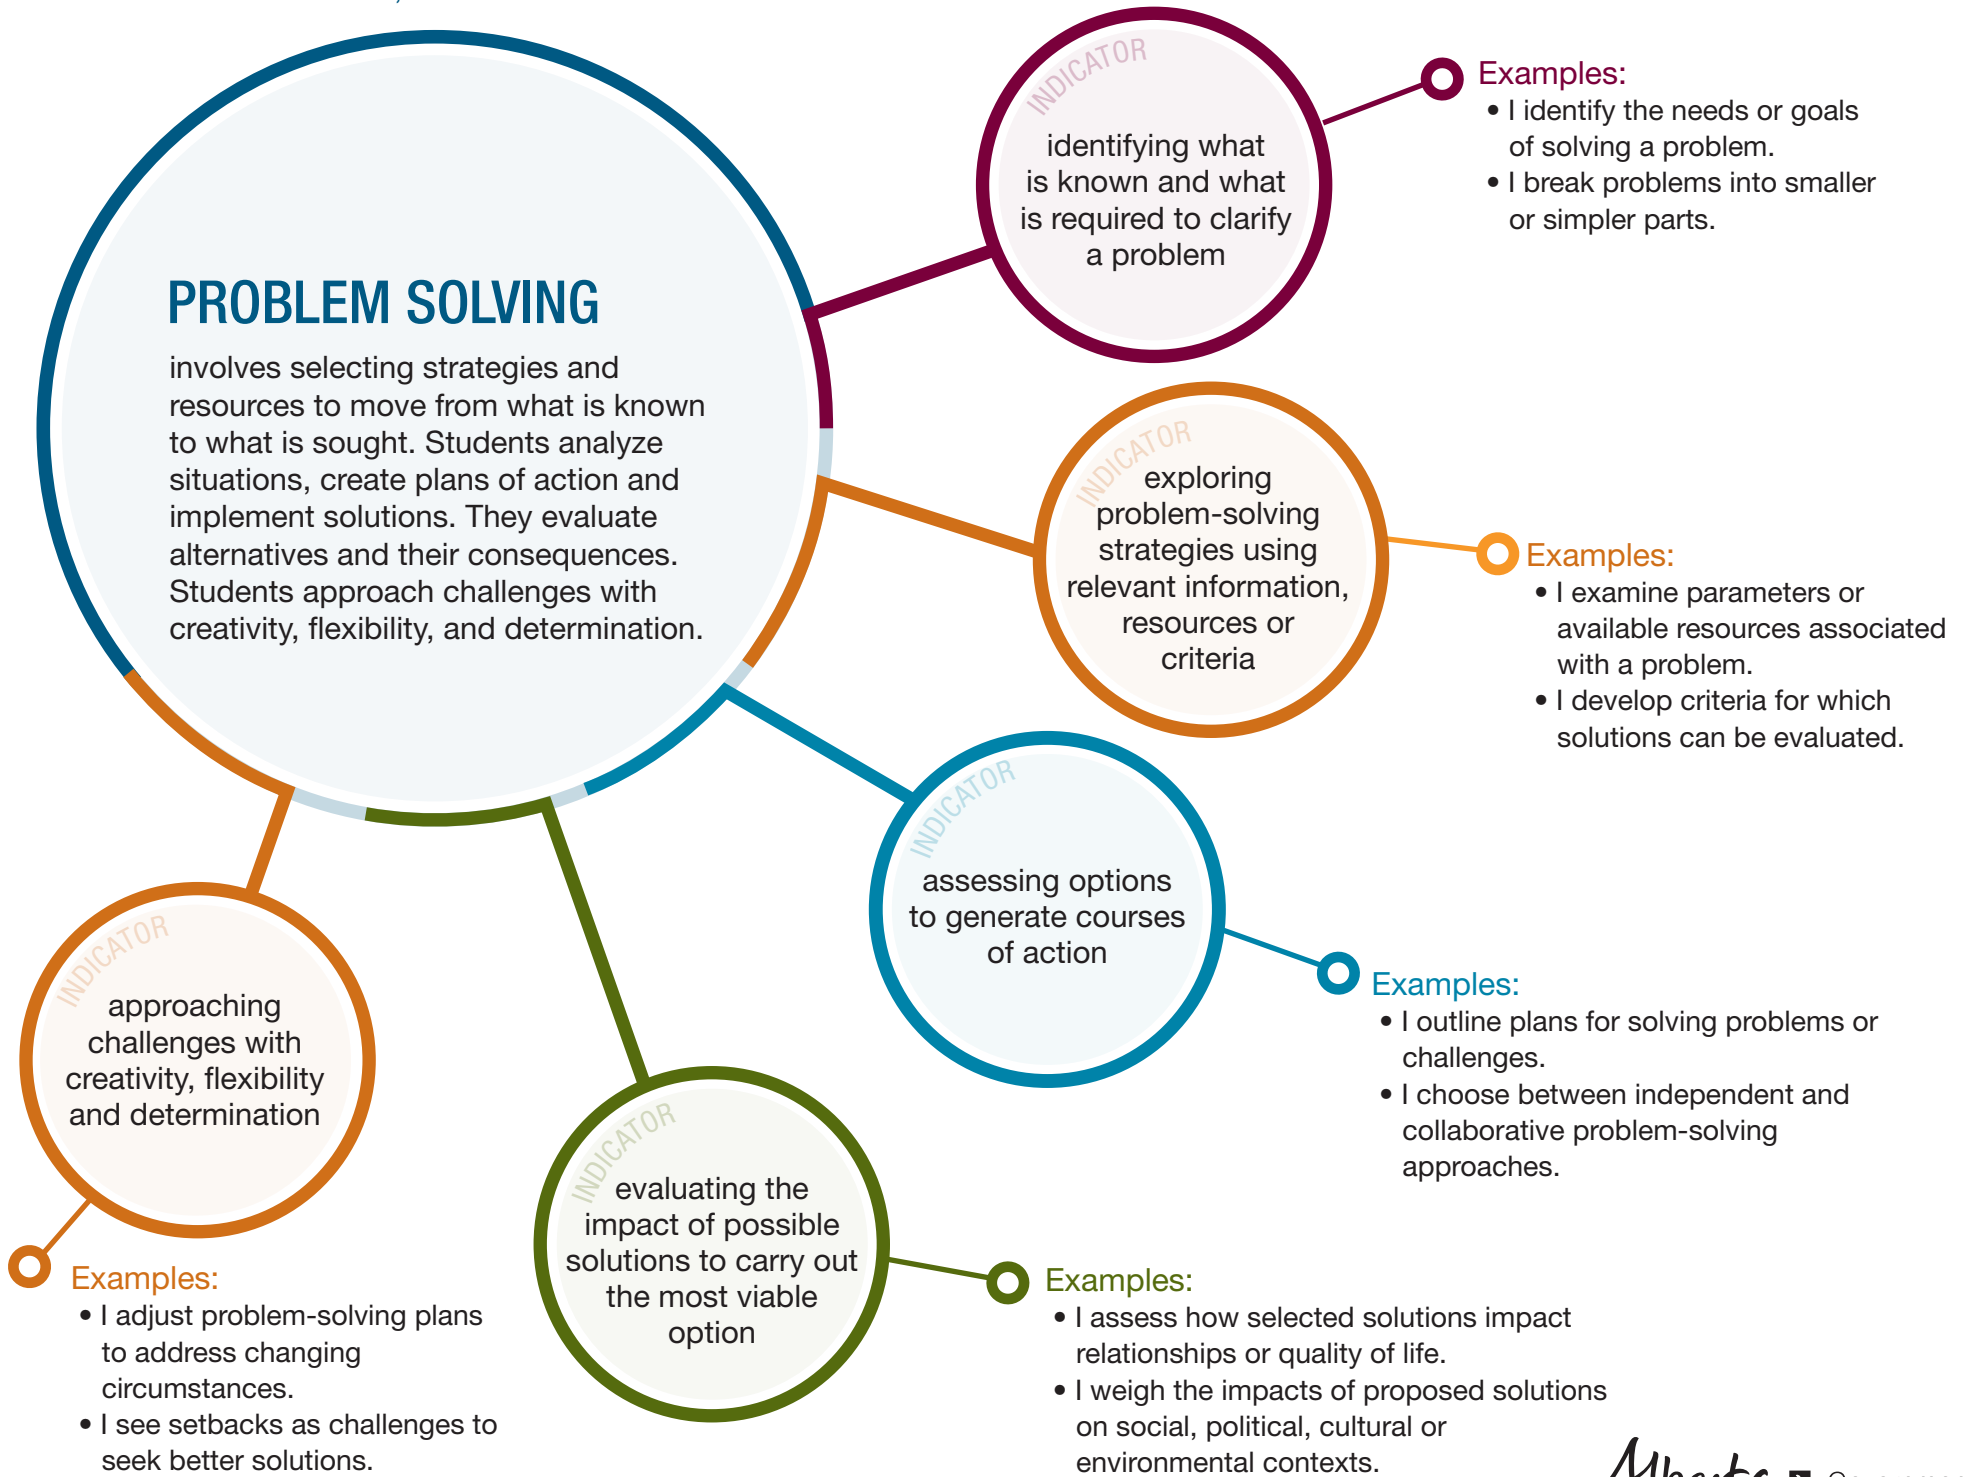 PROBLEM SOLVING
involves selecting strategies and
resources to move from what is known
to what is sought. Students analyze
situations, create plans of action and
implement solutions. They evaluate
alternatives and their consequences.
Students approach challenges with
creativity, flexibility, and determination.
INDICATOR
identifying what
is known and what
is required to clarify
a problem
Examples:
• I identify the needs or goals
of solving a problem.
• I break problems into smaller
or simpler parts.
INDICATOR
exploring
problem-solving
strategies using
relevant information,
resources or
criteria
Examples:
• I examine parameters or
available resources associated
with a problem.
• I develop criteria for which
solutions can be evaluated.
INDICATOR
assessing options
to generate courses
of action
Examples:
• I outline plans for solving problems or
challenges.
• I choose between independent and
collaborative problem-solving
approaches.
INDICATOR
evaluating the
impact of possible
solutions to carry out
the most viable
option
Examples:
• I assess how selected solutions impact
relationships or quality of life.
• I weigh the impacts of proposed solutions
on social, political, cultural or
environmental contexts.
INDICATOR
approaching
challenges with
creativity, flexibility
and determination
Examples:
• I adjust problem-solving plans
to address changing
circumstances.
• I see setbacks as challenges to
seek better solutions.